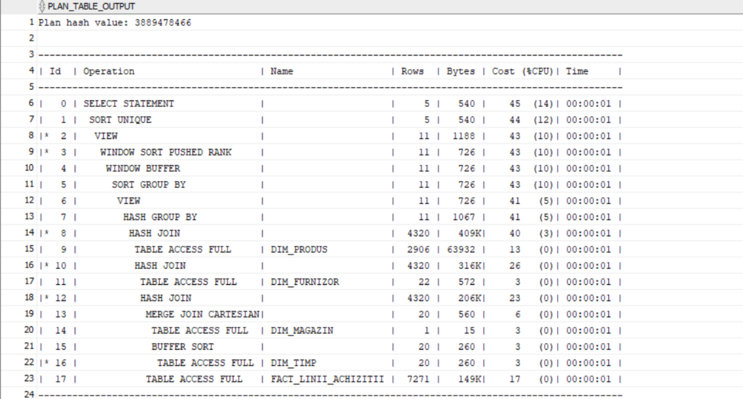 PLAN_TABLE_OUTPUT
1 Plan hash value: 3889478466
2
3 --------------------------------------------------------------------------------------------------
4 | Id  | Operation                      | Name                  | Rows  | Bytes | Cost (%CPU)| Time     |
5 --------------------------------------------------------------------------------------------------
6 |   0 | SELECT STATEMENT               |                       |     5 |   540 |    45  (14)| 00:00:01 |
7 |   1 |  SORT UNIQUE                   |                       |     5 |   540 |    44  (12)| 00:00:01 |
8 |*  2 |   VIEW                         |                       |    11 |  1188 |    43  (10)| 00:00:01 |
9 |*  3 |    WINDOW SORT PUSHED RANK     |                       |    11 |   726 |    43  (10)| 00:00:01 |
10 |   4 |     WINDOW BUFFER              |                       |    11 |   726 |    43  (10)| 00:00:01 |
11 |   5 |      SORT GROUP BY             |                       |    11 |   726 |    43  (10)| 00:00:01 |
12 |   6 |       VIEW                     |                       |    11 |   726 |    41   (5)| 00:00:01 |
13 |   7 |        HASH GROUP BY           |                       |    11 |  1067 |    41   (5)| 00:00:01 |
14 |*  8 |         HASH JOIN              |                       |  4320 |   409K|    40   (3)| 00:00:01 |
15 |   9 |          TABLE ACCESS FULL     | DIM_PRODUS            |  2906 | 63932 |    13   (0)| 00:00:01 |
16 |* 10 |          HASH JOIN             |                       |  4320 |   316K|    26   (0)| 00:00:01 |
17 |  11 |           TABLE ACCESS FULL    | DIM_FURNIZOR          |    22 |   572 |     3   (0)| 00:00:01 |
18 |* 12 |           HASH JOIN            |                       |  4320 |   206K|    23   (0)| 00:00:01 |
19 |  13 |            MERGE JOIN CARTESIAN|                       |    20 |   560 |     6   (0)| 00:00:01 |
20 |  14 |             TABLE ACCESS FULL  | DIM_MAGAZIN           |     1 |    15 |     3   (0)| 00:00:01 |
21 |  15 |             BUFFER SORT        |                       |    20 |   260 |     3   (0)| 00:00:01 |
22 |* 16 |              TABLE ACCESS FULL | DIM_TIMP              |    20 |   260 |     3   (0)| 00:00:01 |
23 |  17 |            TABLE ACCESS FULL   | FACT_LINII_ACHIZITII  |  7271 |   149K|    17   (0)| 00:00:01 |
24 --------------------------------------------------------------------------------------------------